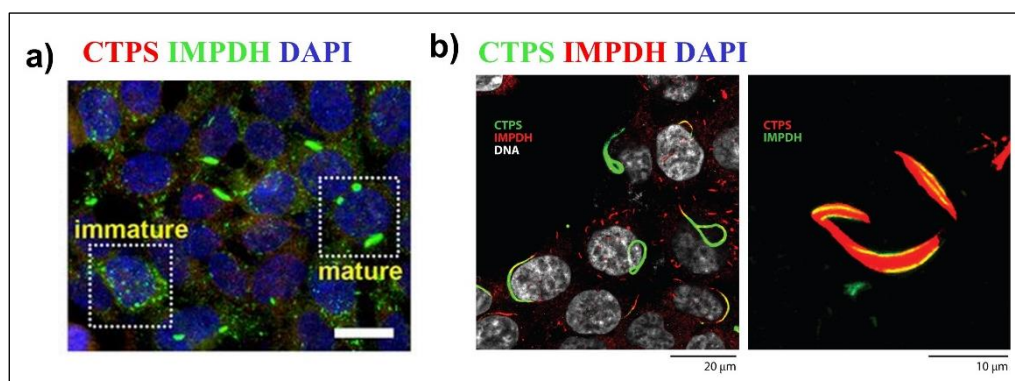 a) CTPS IMPDH DAPI
immature
mature
b) CTPS IMPDH DAPI
CTPS
IMPDH
DNA
20 µm
CTPS
IMPDH
10 µm